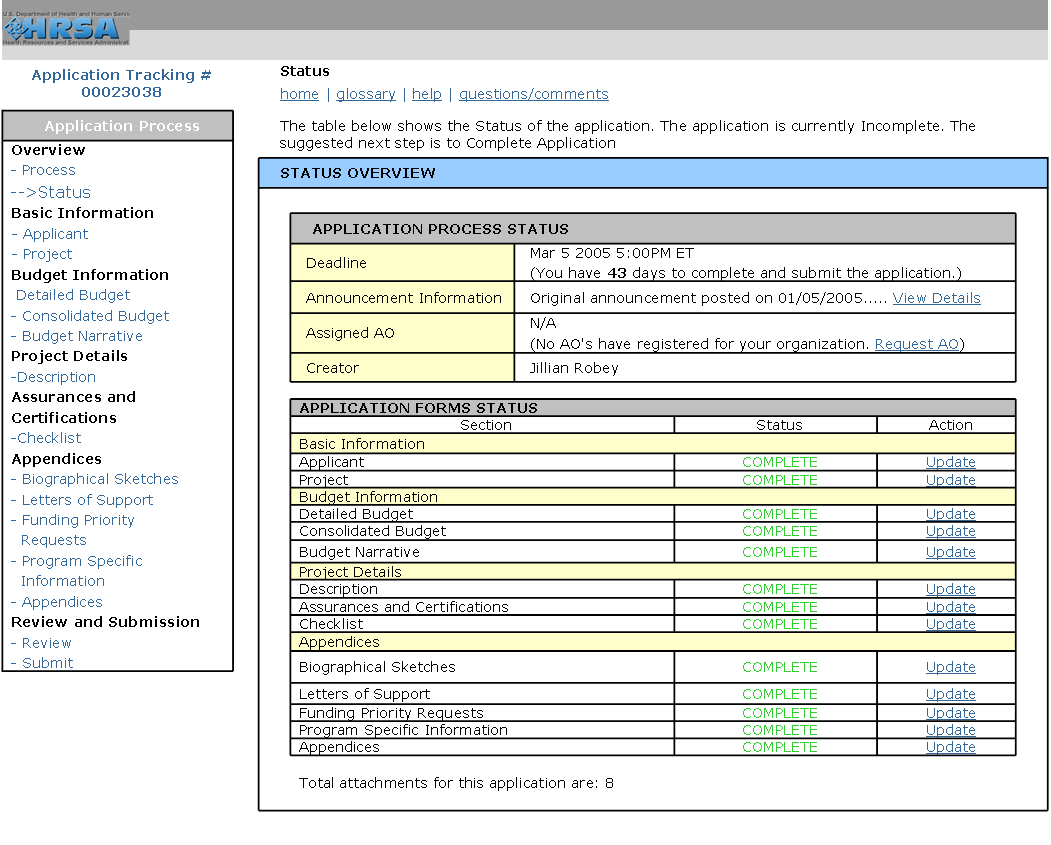 U.S. Department of Health and Human Servi
HRSA
Health Resources and Services Administrat
Application Tracking #
00023038
Application Process
Overview
- Process
-->Status
Basic Information
- Applicant
- Project
Budget Information
Detailed Budget
- Consolidated Budget
- Budget Narrative
Project Details
-Description
Assurances and
Certifications
-Checklist
Appendices
- Biographical Sketches
- Letters of Support
- Funding Priority
Requests
- Program Specific
Information
- Appendices
Review and Submission
- Review
- Submit
Status
home | glossary | help | questions/comments
The table below shows the Status of the application. The application is currently Incomplete. The
suggested next step is to Complete Application
STATUS OVERVIEW
APPLICATION PROCESS STATUS
Deadline
Mar 5 2005 5:00PM ET
(You have 43 days to complete and submit the application.)
Announcement Information Original announcement posted on 01/05/2005..... View Details
Assigned AO
N/A
(No AO's have registered for your organization. Request AO)
Creator Jillian Robey
APPLICATION FORMS STATUS
Section Status Action
Basic Information
Applicant COMPLETE Update
Project COMPLETE Update
Budget Information
Detailed Budget COMPLETE Update
Consolidated Budget COMPLETE Update
Budget Narrative COMPLETE Update
Project Details
Description COMPLETE Update
Assurances and Certifications COMPLETE Update
Checklist COMPLETE Update
Appendices
Biographical Sketches COMPLETE Update
Letters of Support COMPLETE Update
Funding Priority Requests COMPLETE Update
Program Specific Information COMPLETE Update
Appendices COMPLETE Update
Total attachments for this application are: 8